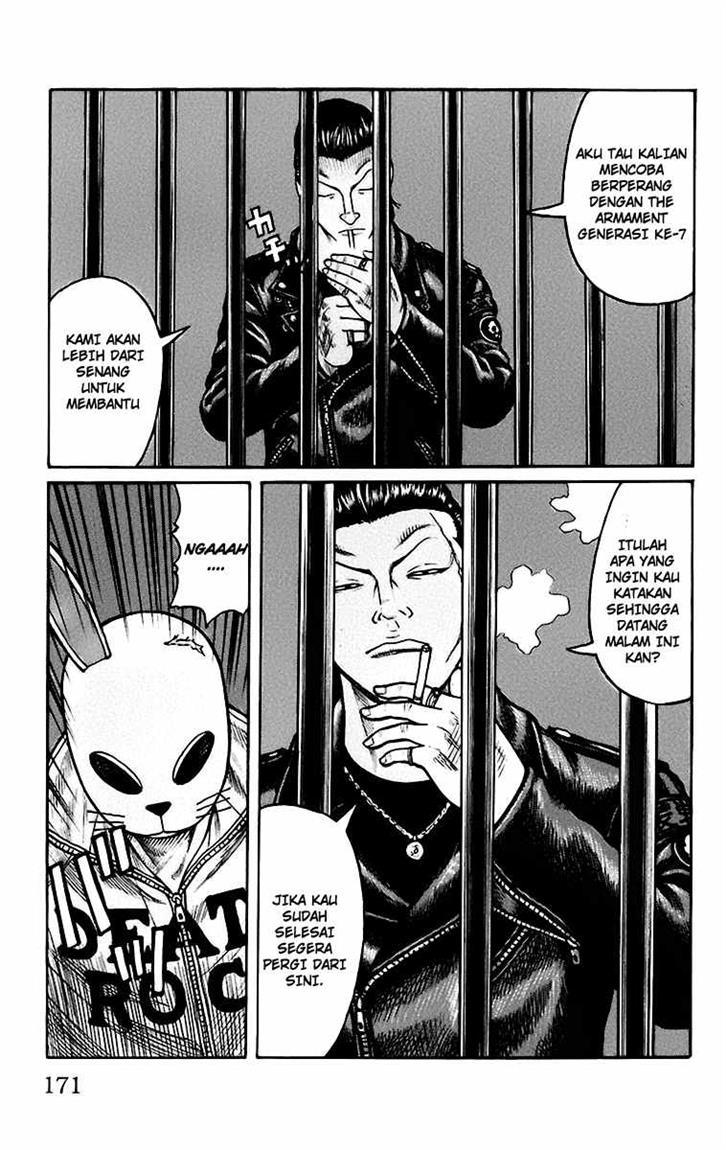 AKU TAU KALIAN
MENCOBA
BERPERANG
DENGAN THE
ARMAMENT
GENERASI KE-7
カチ
KAMI AKAN
LEBIH DARI
SENANG
UNTUK
MEMBANTU
ITULAH
APA YANG
INGIN KAU
KATAKAN
SEHINGGA
DATANG
MALAM INI
KAN?
NGAAAH
....
JIKA KAU
SUDAH
SELESAI
SEGERA
PERGI DARI
SINI.
DEAT
ROC
171